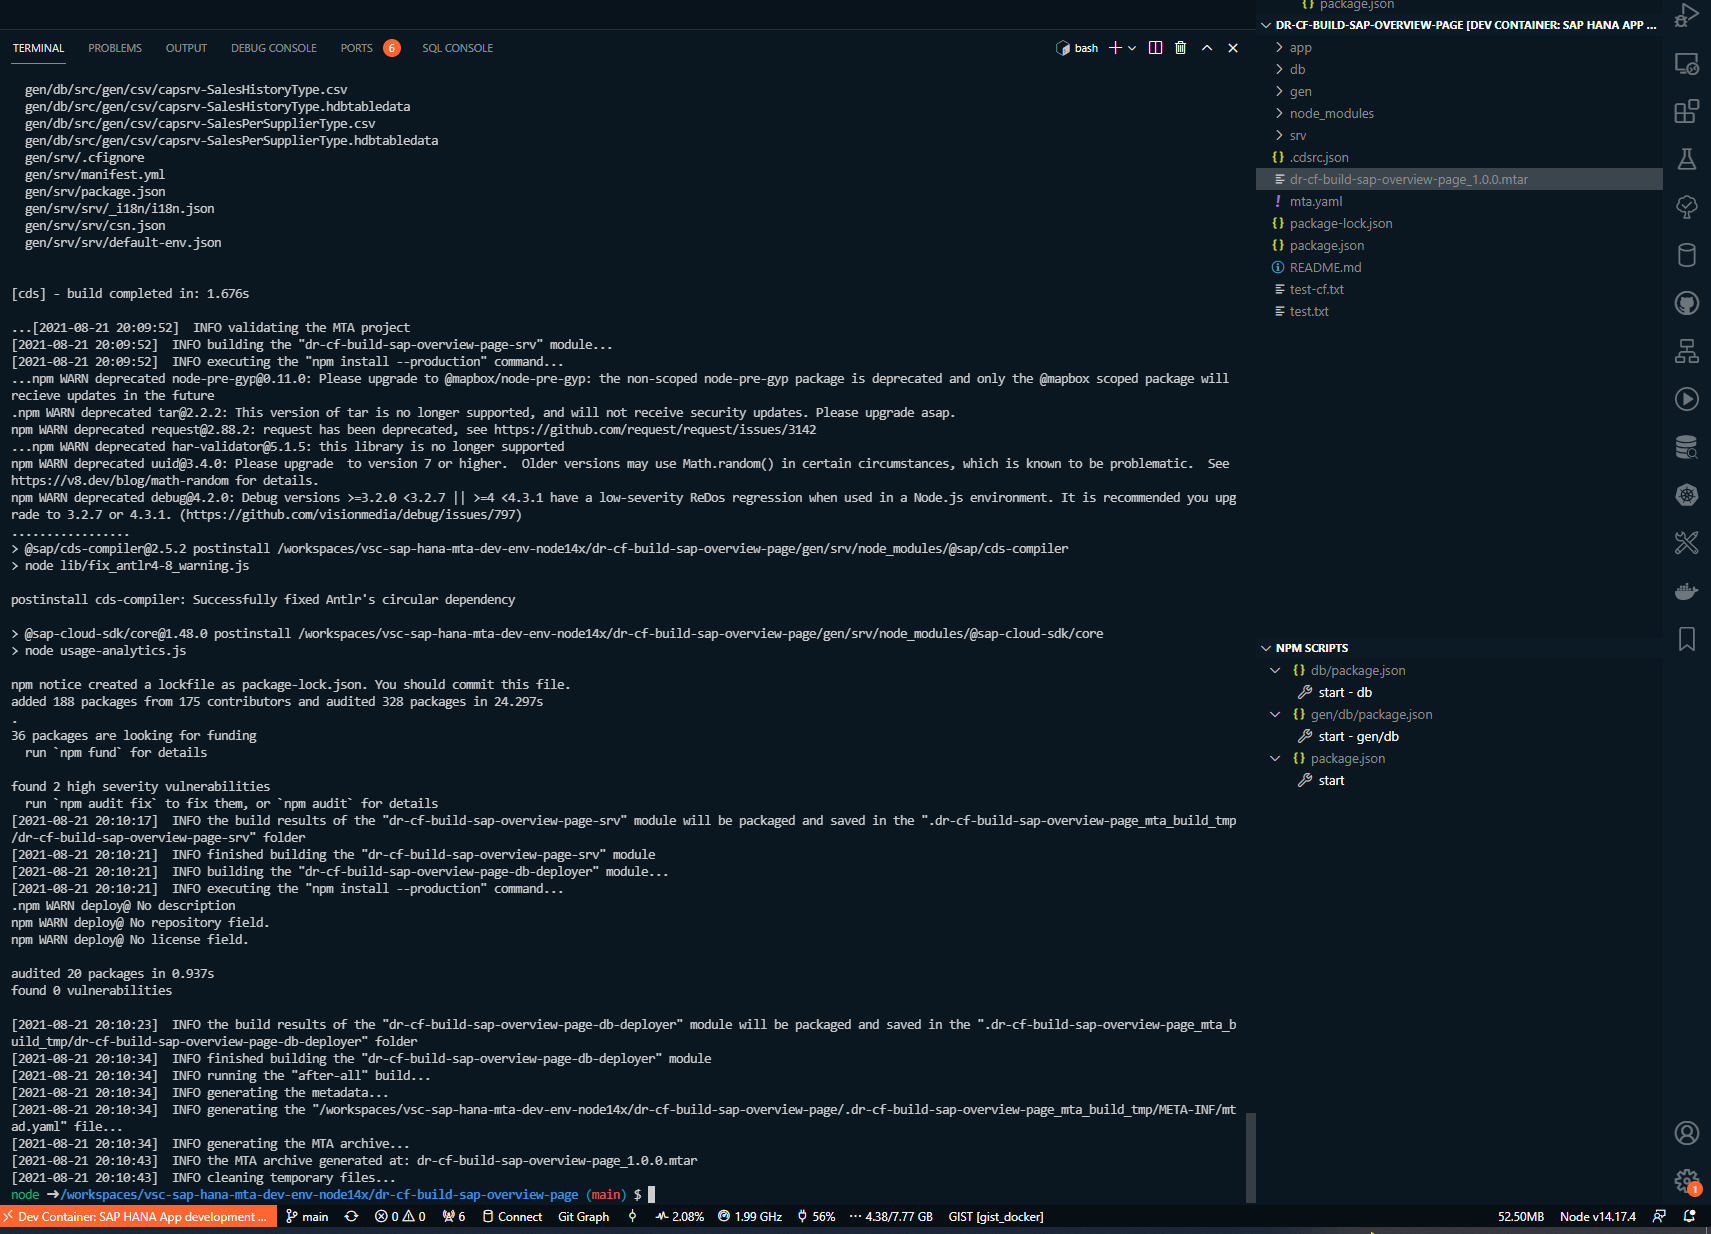 TERMINAL PROBLEMS OUTPUT DEBUG CONSOLE PORTS 6 SQL CONSOLE
bash
gen/db/src/gen/csv/capsrv-SalesHistoryType.csv
gen/db/src/gen/csv/capsrv-SalesHistoryType.hdbtabledata
gen/db/src/gen/csv/capsrv-SalesPerSupplierType.csv
gen/db/src/gen/csv/capsrv-SalesPerSupplierType.hdbtabledata
gen/srv/.cfignore
gen/srv/manifest.yml
gen/srv/package.json
gen/srv/srv/_i18n/i18n.json
gen/srv/srv/csn.json
gen/srv/srv/default-env.json
[cds] - build completed in: 1.676s
...[2021-08-21 20:09:52]  INFO validating the MTA project
[2021-08-21 20:09:52]  INFO building the "dr-cf-build-sap-overview-page-srv" module...
[2021-08-21 20:09:52]  INFO executing the "npm install --production" command...
...npm WARN deprecated node-pre-gyp@0.11.0: Please upgrade to @mapbox/node-pre-gyp: the non-scoped node-pre-gyp package is deprecated and only the @mapbox scoped package will
recieve updates in the future
.npm WARN deprecated tar@2.2.2: This version of tar is no longer supported, and will not receive security updates. Please upgrade asap.
npm WARN deprecated request@2.88.2: request has been deprecated, see https://github.com/request/request/issues/3142
...npm WARN deprecated har-validator@5.1.5: this library is no longer supported
npm WARN deprecated uuid@3.4.0: Please upgrade  to version 7 or higher.  Older versions may use Math.random() in certain circumstances, which is known to be problematic.  See
https://v8.dev/blog/math-random for details.
npm WARN deprecated debug@4.2.0: Debug versions >=3.2.0 <3.2.7 || >=4 <4.3.1 have a low-severity ReDos regression when used in a Node.js environment. It is recommended you upg
rade to 3.2.7 or 4.3.1. (https://github.com/visionmedia/debug/issues/797)
.................
> @sap/cds-compiler@2.5.2 postinstall /workspaces/vsc-sap-hana-mta-dev-env-node14x/dr-cf-build-sap-overview-page/gen/srv/node_modules/@sap/cds-compiler
> node lib/fix_antlr4-8_warning.js
postinstall cds-compiler: Successfully fixed Antlr's circular dependency
> @sap-cloud-sdk/core@1.48.0 postinstall /workspaces/vsc-sap-hana-mta-dev-env-node14x/dr-cf-build-sap-overview-page/gen/srv/node_modules/@sap-cloud-sdk/core
> node usage-analytics.js
npm notice created a lockfile as package-lock.json. You should commit this file.
added 188 packages from 175 contributors and audited 328 packages in 24.297s
.
36 packages are looking for funding
run `npm fund` for details
found 2 high severity vulnerabilities
run `npm audit fix` to fix them, or `npm audit` for details
[2021-08-21 20:10:17]  INFO the build results of the "dr-cf-build-sap-overview-page-srv" module will be packaged and saved in the ".dr-cf-build-sap-overview-page_mta_build_tmp
/dr-cf-build-sap-overview-page-srv" folder
[2021-08-21 20:10:21]  INFO finished building the "dr-cf-build-sap-overview-page-srv" module
[2021-08-21 20:10:21]  INFO building the "dr-cf-build-sap-overview-page-db-deployer" module...
[2021-08-21 20:10:21]  INFO executing the "npm install --production" command...
.npm WARN deploy@ No description
npm WARN deploy@ No repository field.
npm WARN deploy@ No license field.
audited 20 packages in 0.937s
found 0 vulnerabilities
[2021-08-21 20:10:23]  INFO the build results of the "dr-cf-build-sap-overview-page-db-deployer" module will be packaged and saved in the ".dr-cf-build-sap-overview-page_mta_b
uild_tmp/dr-cf-build-sap-overview-page-db-deployer" folder
[2021-08-21 20:10:34]  INFO finished building the "dr-cf-build-sap-overview-page-db-deployer" module
[2021-08-21 20:10:34]  INFO running the "after-all" build...
[2021-08-21 20:10:34]  INFO generating the metadata...
[2021-08-21 20:10:34]  INFO generating the "/workspaces/vsc-sap-hana-mta-dev-env-node14x/dr-cf-build-sap-overview-page/.dr-cf-build-sap-overview-page_mta_build_tmp/META-INF/mt
ad.yaml" file...
[2021-08-21 20:10:34]  INFO generating the MTA archive...
[2021-08-21 20:10:43]  INFO the MTA archive generated at: dr-cf-build-sap-overview-page_1.0.0.mtar
[2021-08-21 20:10:43]  INFO cleaning temporary files...
node ➜/workspaces/vsc-sap-hana-mta-dev-env-node14x/dr-cf-build-sap-overview-page (main) $
{} package.json
DR-CF-BUILD-SAP-OVERVIEW-PAGE [DEV CONTAINER: SAP HANA APP ...
app
db
gen
node_modules
srv
{} .cdsrc.json
dr-cf-build-sap-overview-page_1.0.0.mtar
! mta.yaml
{} package-lock.json
{} package.json
README.md
test-cf.txt
test.txt
NPM SCRIPTS
{} db/package.json
start - db
{} gen/db/package.json
start - gen/db
{} package.json
start
1
Dev Container: SAP HANA App development ... main 0 0 6 Connect Git Graph 2.08% 1.99 GHz 56% ··· 4.38/7.77 GB GIST [gist_docker] 52.50MB Node v14.17.4